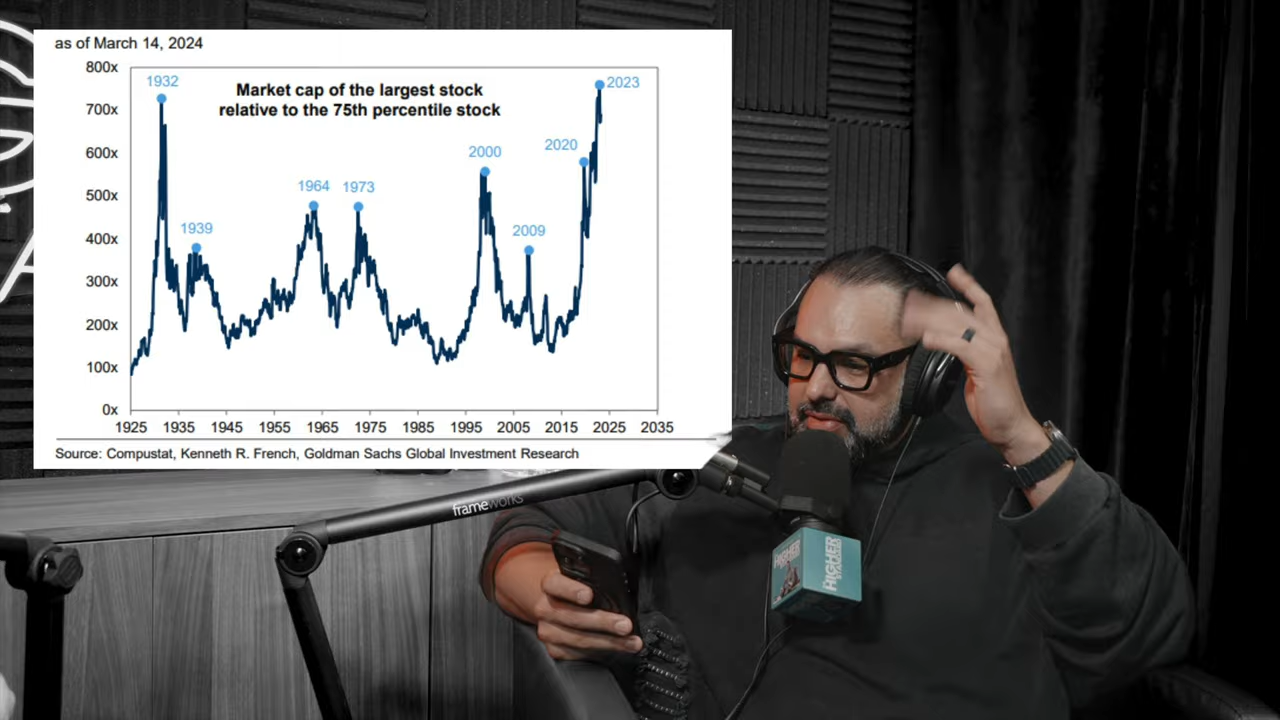 as of March 14, 2024
Market cap of the largest stock
relative to the 75th percentile stock
800x
700x
600x
500x
400x
300x
200x
100x
0x
1932
1939
1964
1973
2000
2009
2020
2023
1925 1935 1945 1955 1965 1975 1985 1995 2005 2015 2025 2035
Source: Compustat, Kenneth R. French, Goldman Sachs Global Investment Research
frameworks
HIGHER
HIGHER